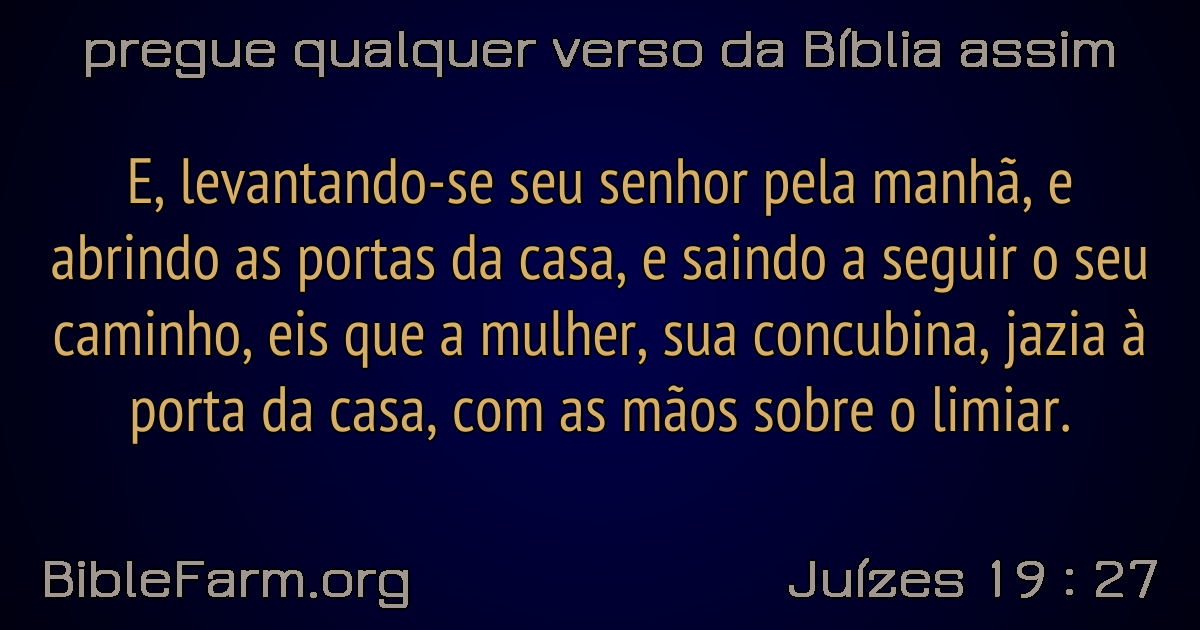 pregue qualquer verso da Bíblia assim
E, levantando-se seu senhor pela manhã, e
abrindo as portas da casa, e saindo a seguir o seu
caminho, eis que a mulher, sua concubina, jazia à
porta da casa, com as mãos sobre o limiar.
BibleFarm.org
Juízes 19 : 27